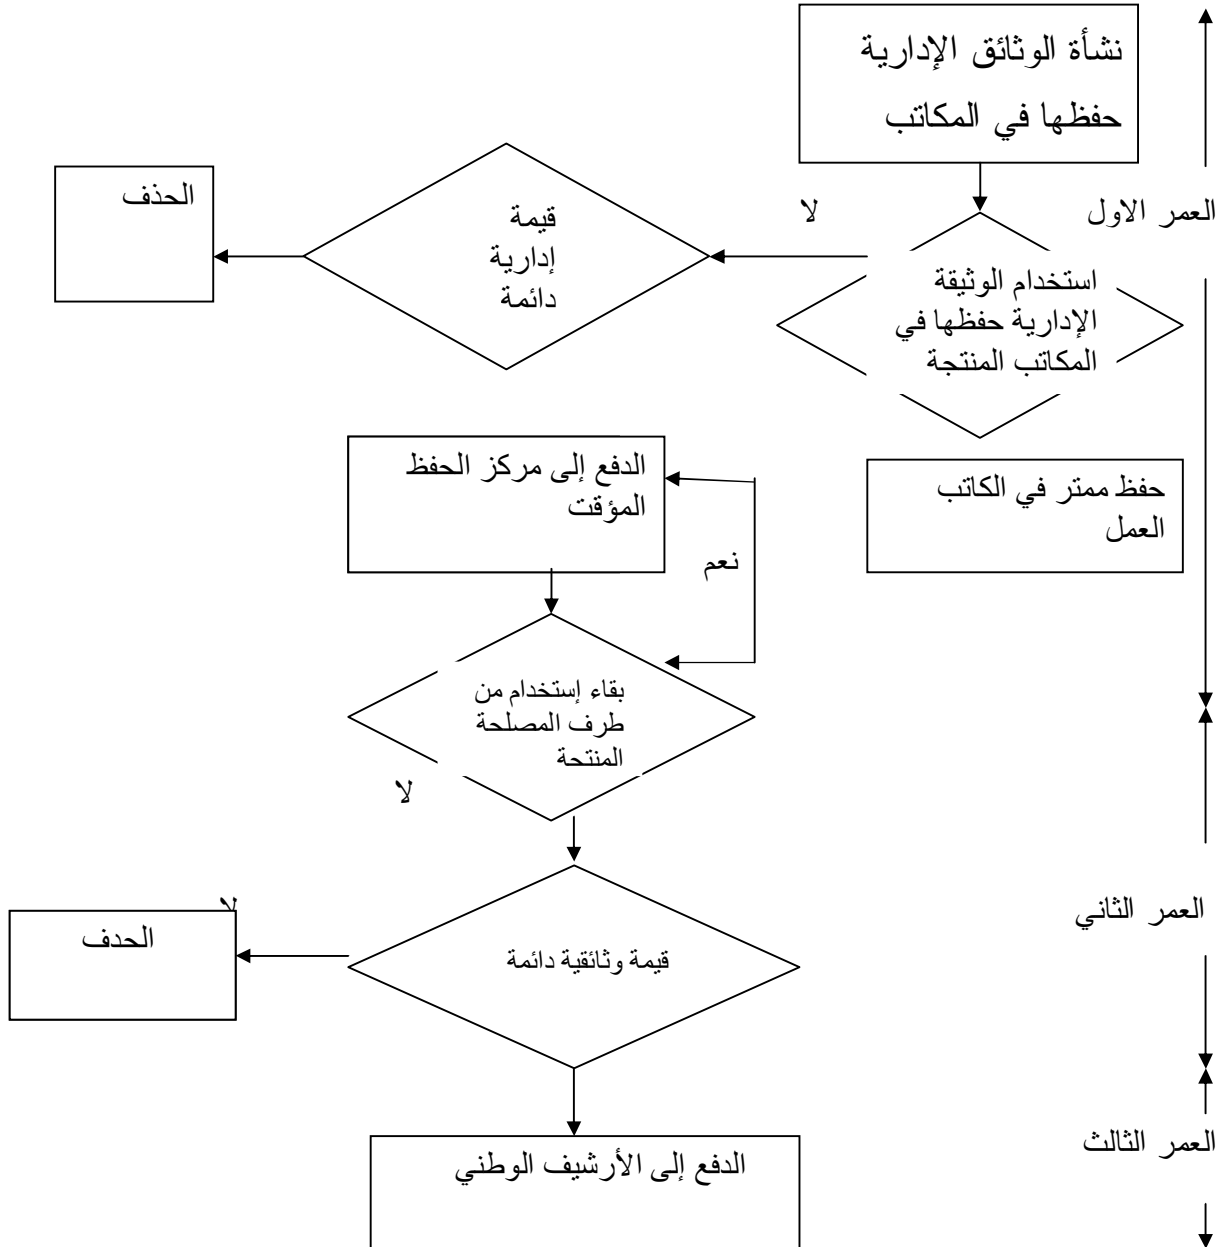 نشأة الوثائق الإدارية
حفظها في المكاتب
العمر الاول
لا
الحذف
قيمة
إدارية
دائمة
استخدام الوثيقة
الإدارية حفظها في
المكاتب المنتجة
الدفع إلى مركز الحفظ
المؤقت
حفظ ممتر في الكاتب
العمل
نعم
بقاء إستخدام من
طرف المصلحة
المنتحة
لا
العمر الثاني
لا
الحدف
قيمة وثائقية دائمة
العمر الثالث
الدفع إلى الأرشيف الوطني